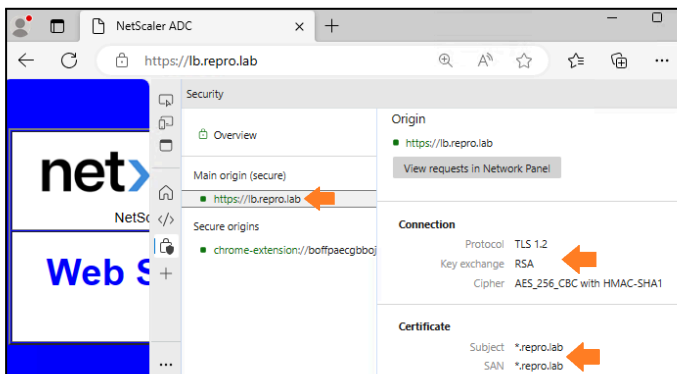 NetScaler ADC
https://lb.repro.lab
Security
Overview
Main origin (secure)
https://lb.repro.lab
Secure origins
chrome-extension://boffpaecgbboj
Origin
https://lb.repro.lab
View requests in Network Panel
Connection
Protocol TLS 1.2
Key exchange RSA
Cipher AES_256_CBC with HMAC-SHA1
Certificate
Subject *.repro.lab
SAN *.repro.lab
net
NetSc
Web S